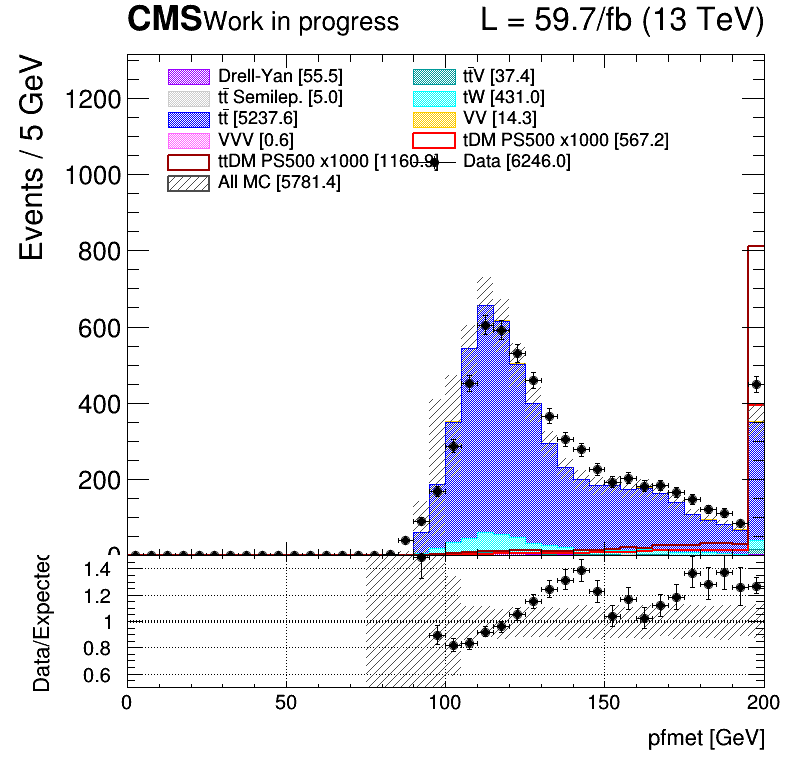 CMS Work in progress L = 59.7/fb (13 TeV)
Events / 5 GeV
Drell-Yan [55.5] tt̄V [37.4]
tt̄ Semilep. [5.0] tW [431.0]
tt̄ [5237.6] VV [14.3]
VVV [0.6] tDM PS500 x1000 [567.2]
ttDM PS500 x1000 [1160.9] Data [6246.0]
All MC [5781.4]
1200
1000
800
600
400
200
0
Data/Expected
1.4
1.2
1
0.8
0.6
0 50 100 150 200
pfmet [GeV]